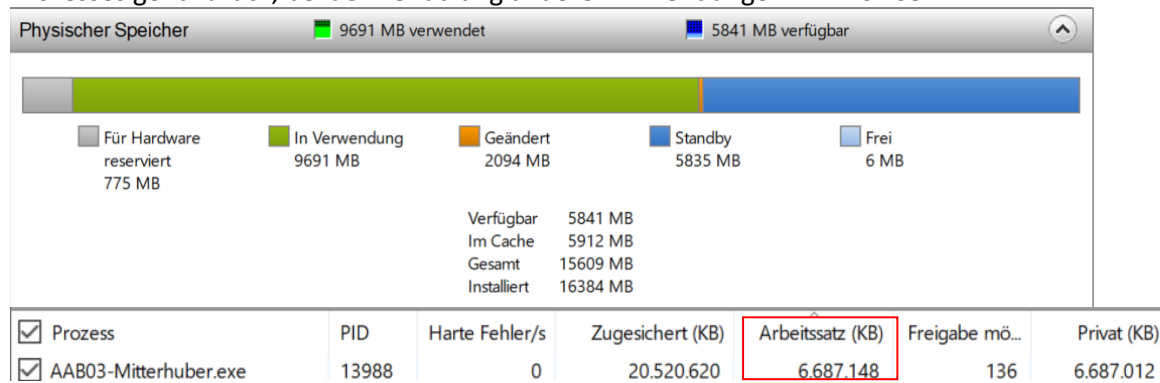 Physischer Speicher 9691 MB verwendet 5841 MB verfügbar
Für Hardware reserviert 775 MB
In Verwendung 9691 MB
Geändert 2094 MB
Standby 5835 MB
Frei 6 MB
Verfügbar 5841 MB
Im Cache 5912 MB
Gesamt 15609 MB
Installiert 16384 MB
Prozess PID Harte Fehler/s Zugesichert (KB) Arbeitssatz (KB) Freigabe mö... Privat (KB)
AAB03-Mitterhuber.exe 13988 0 20.520.620 6.687.148 136 6.687.012